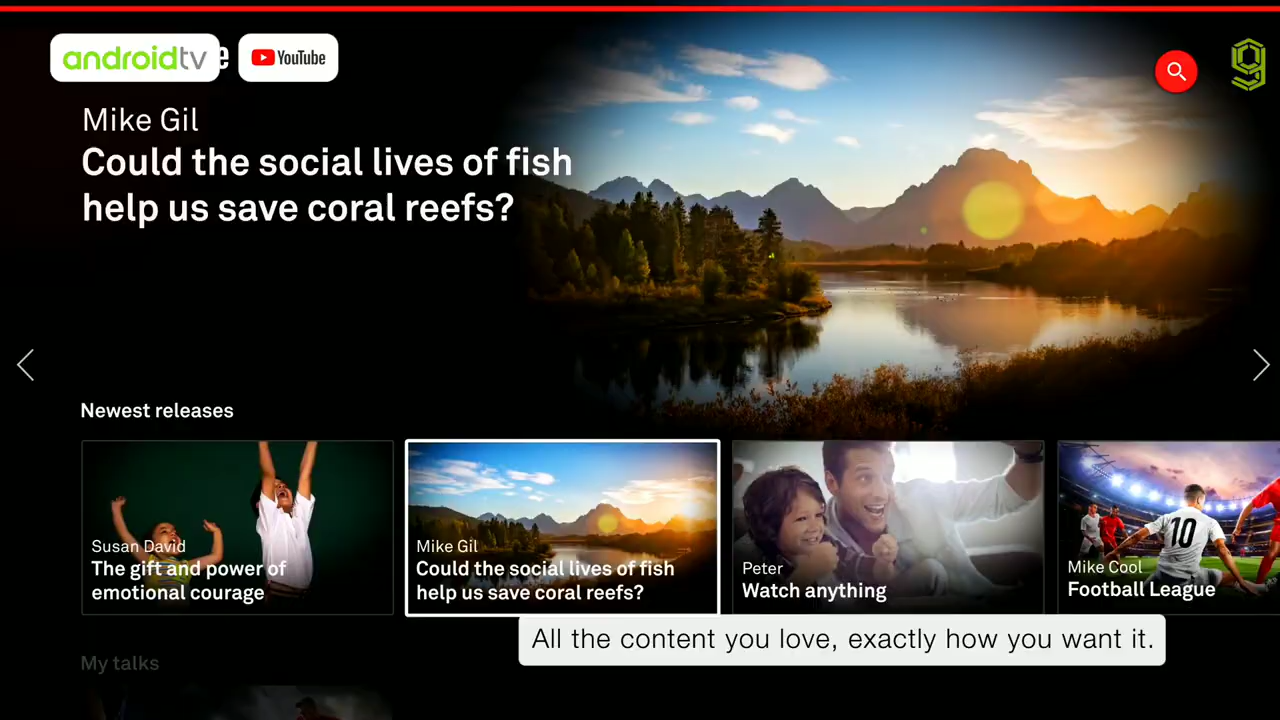 androidtv
e
YouTube
g
Mike Gil
Could the social lives of fish
help us save coral reefs?
Newest releases
Susan David
The gift and power of
emotional courage
Mike Gil
Could the social lives of fish
help us save coral reefs?
Peter
Watch anything
10
Mike Cool
Football League
All the content you love, exactly how you want it.
My talks